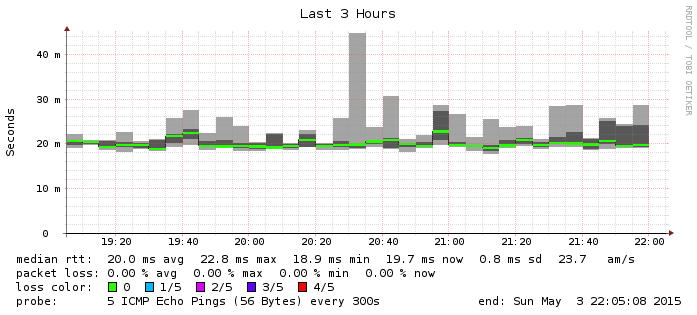 Last 3 Hours
RRDTOOL / TOBI OETIKER
Seconds
40 m
30 m
20 m
10 m
0
19:20 19:40 20:00 20:20 20:40 21:00 21:20 21:40 22:00
median rtt: 20.0 ms avg 22.8 ms max 18.9 ms min 19.7 ms now 0.8 ms sd 23.7 am/s
packet loss: 0.00 % avg 0.00 % max 0.00 % min 0.00 % now
loss color: 0 1/5 2/5 3/5 4/5
probe: 5 ICMP Echo Pings (56 Bytes) every 300s end: Sun May 3 22:05:08 2015